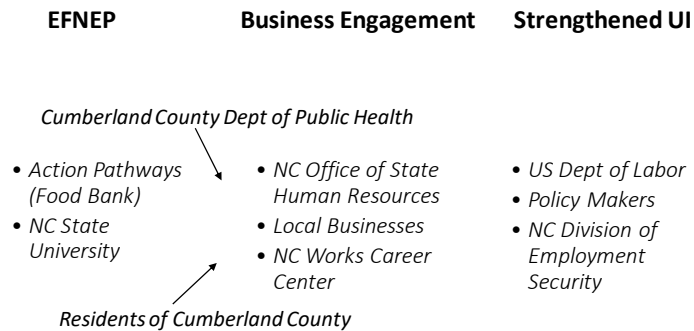 EFNEP
Business Engagement
Strengthened UI
Cumberland County Dept of Public Health
• Action Pathways
(Food Bank)
• NC State
University
• NC Office of State
Human Resources
• Local Businesses
• NC Works Career
Center
• US Dept of Labor
• Policy Makers
• NC Division of
Employment
Security
Residents of Cumberland County